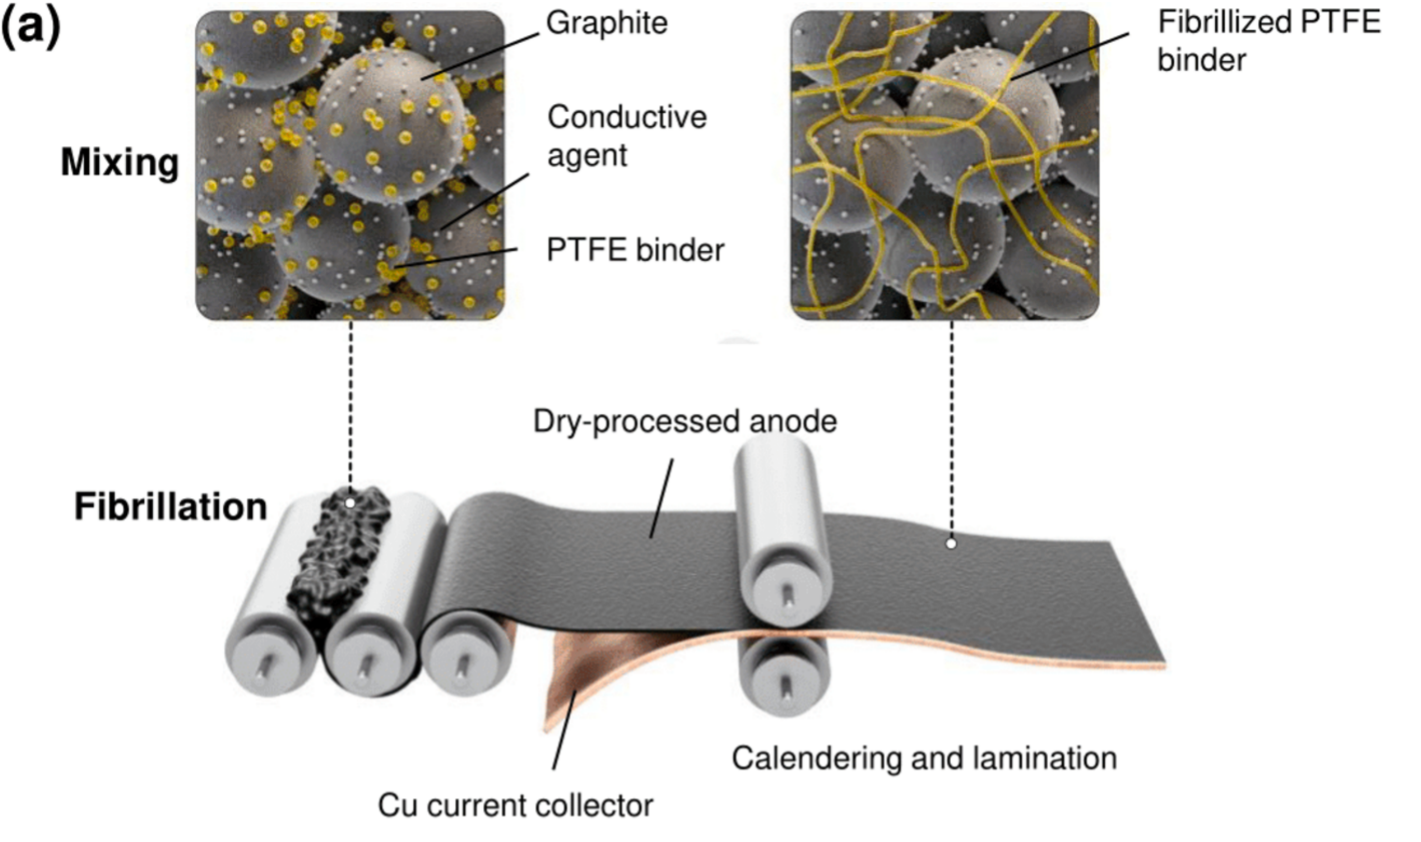 (a)
Graphite
Conductive
agent
PTFE binder
Fibrillized PTFE
binder
Mixing
Dry-processed anode
Fibrillation
Calendering and lamination
Cu current collector